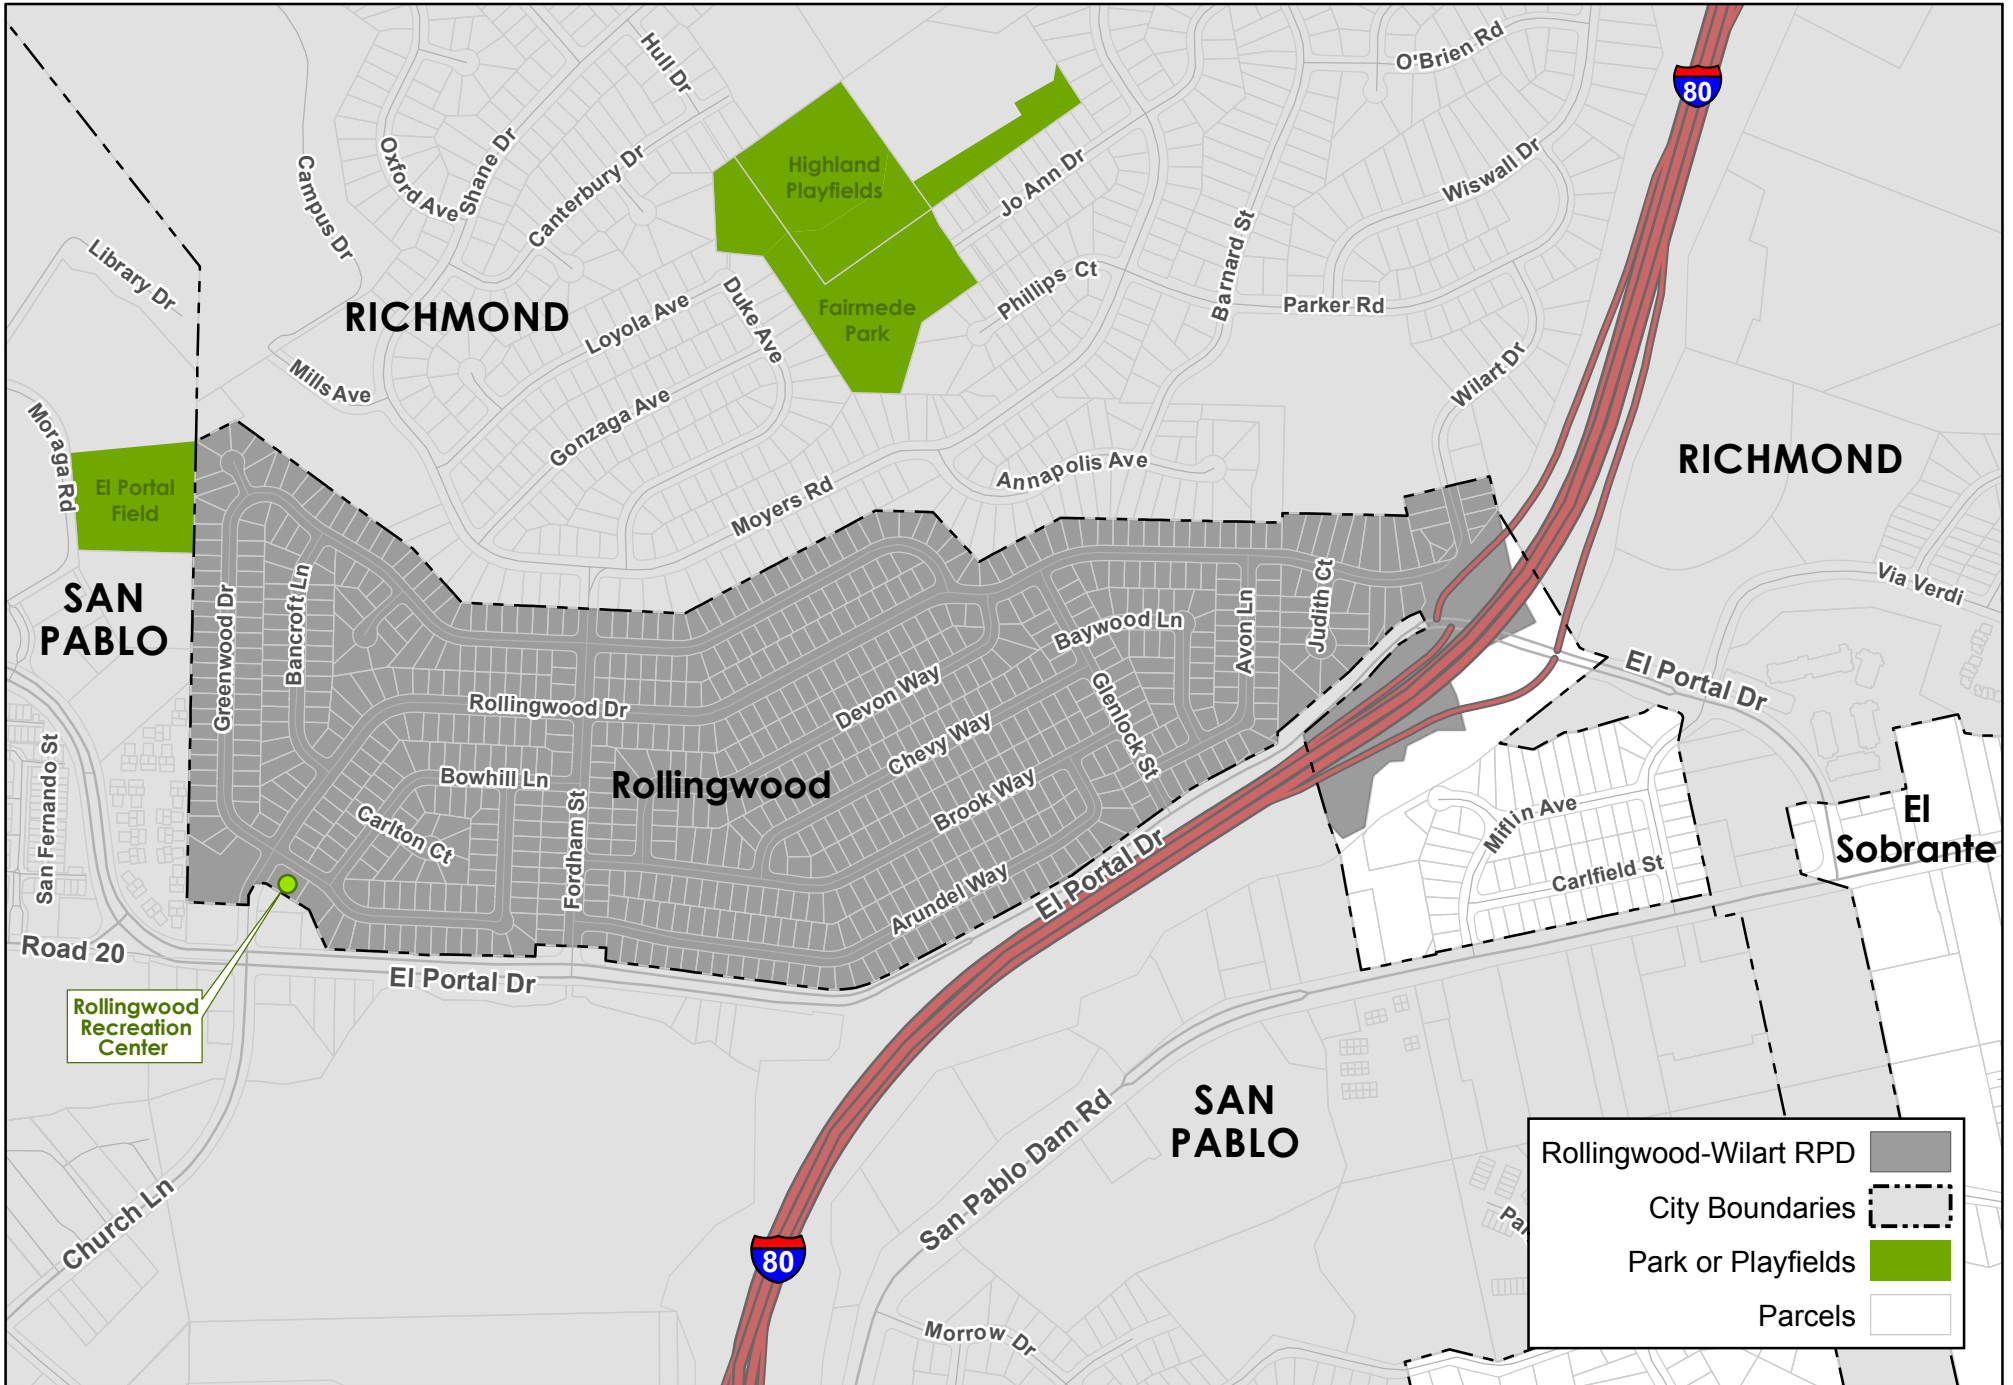 Hull Dr
O'Brien Rd
80
Oxford Ave
Shane Dr
Campus Dr
Canterbury Dr
Highland
Playfields
Jo Ann Dr
Wiswall Dr
Library Dr
RICHMOND
Loyola Ave
Duke Ave
Fairmede
Park
Phillips Ct
Barnard St
Parker Rd
Mills Ave
Gonzaga Ave
Wilart Dr
Moraga Rd
El Portal
Field
Moyers Rd
Annapolis Ave
RICHMOND
SAN
PABLO
Greenwood Dr
Bancroft Ln
Baywood Ln
Avon Ln
Judith Ct
Via Verdi
El Portal Dr
Rollingwood Dr
Devon Way
Chevy Way
Glenlock St
San Fernando St
Bowhill Ln
Rollingwood
Brook Way
Carlton Ct
Fordham St
Miflin Ave
El
Sobrante
Carlfield St
Arundel Way
El Portal Dr
Road 20
El Portal Dr
Rollingwood
Recreation
Center
Church Ln
San Pablo Dam Rd
SAN
PABLO
80
Morrow Dr
Rollingwood-Wilart RPD
City Boundaries
Park or Playfields
Parcels